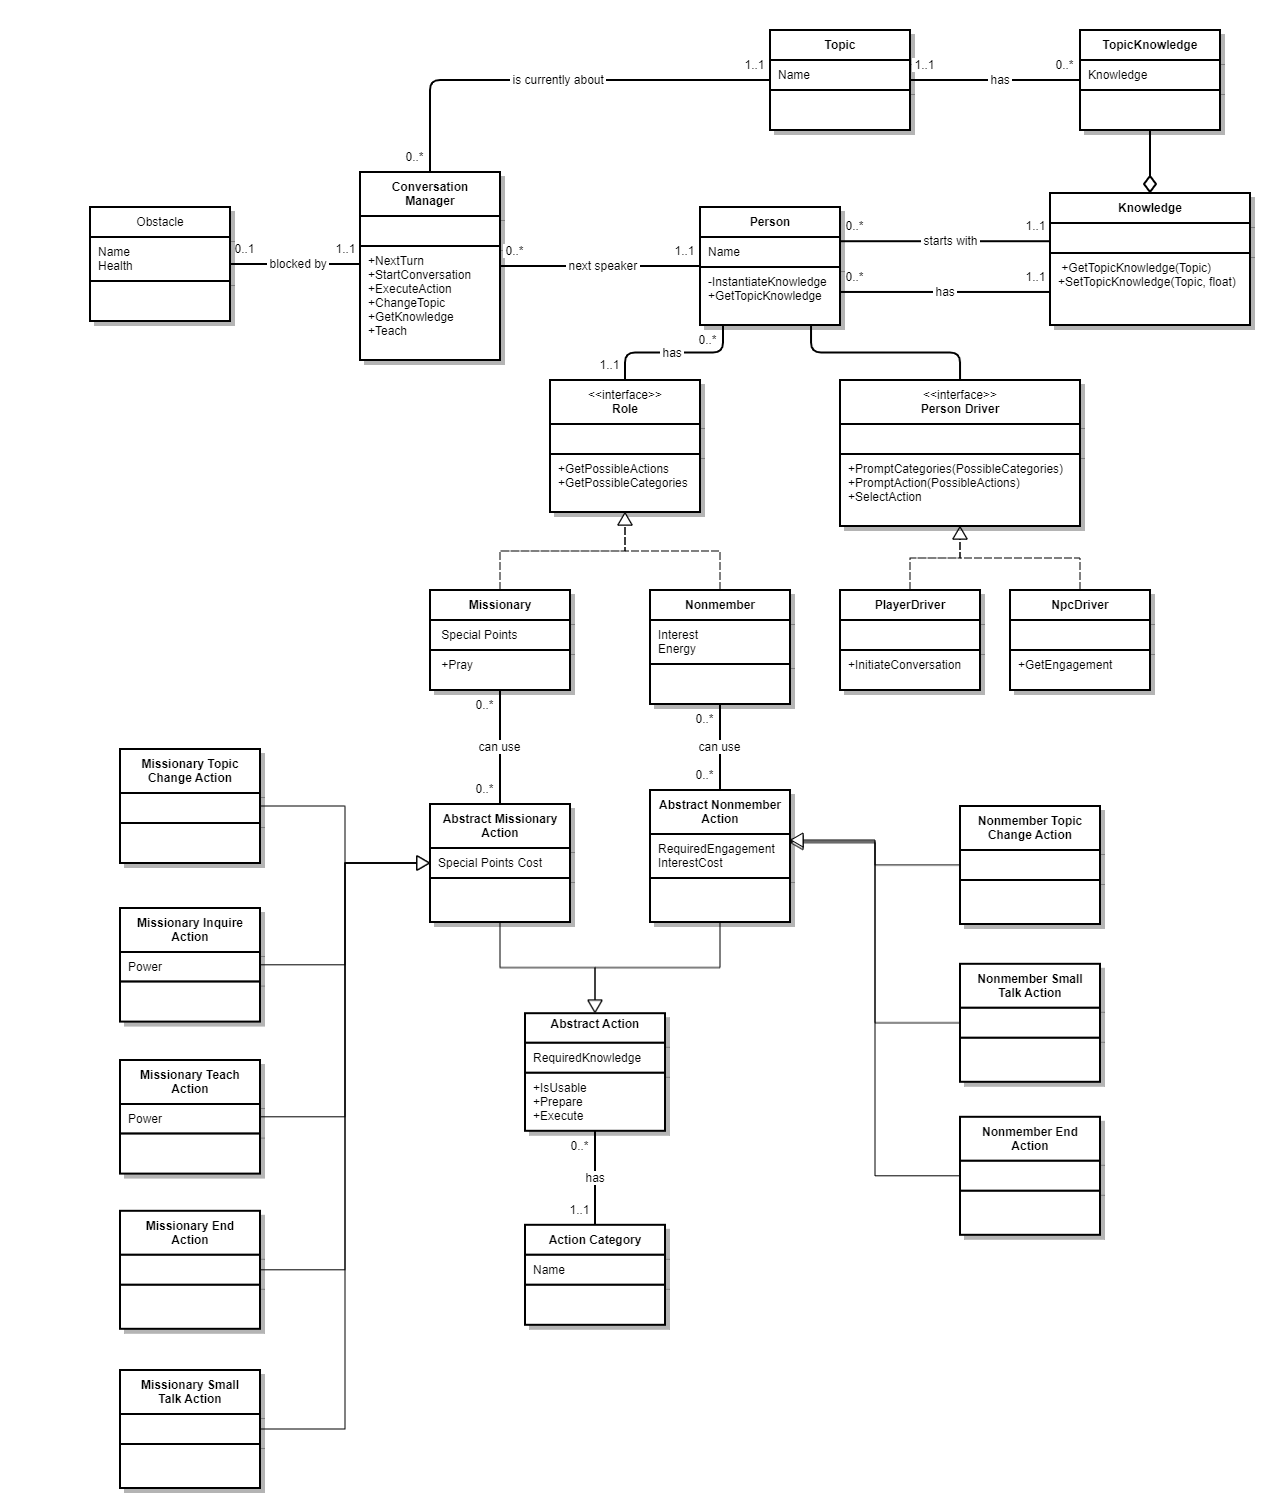 Topic
Name
TopicKnowledge
Knowledge
1..1
is currently about
1..1
has
0..*
0..*
Conversation
Manager
+NextTurn
+StartConversation
+ExecuteAction
+ChangeTopic
+GetKnowledge
+Teach
Obstacle
Name
Health
0..1
blocked by
1..1
0..*
next speaker
1..1
Person
Name
-InstantiateKnowledge
+GetTopicKnowledge
0..*
starts with
1..1
0..*
has
1..1
Knowledge
+GetTopicKnowledge(Topic)
+SetTopicKnowledge(Topic, float)
0..*
has
1..1
<<interface>>
Role
+GetPossibleActions
+GetPossibleCategories
<<interface>>
Person Driver
+PromptCategories(PossibleCategories)
+PromptAction(PossibleActions)
+SelectAction
Missionary
Special Points
+Pray
Nonmember
Interest
Energy
PlayerDriver
+InitiateConversation
NpcDriver
+GetEngagement
0..*
can use
0..*
0..*
can use
0..*
Missionary Topic
Change Action
Abstract Missionary
Action
Special Points Cost
Abstract Nonmember
Action
RequiredEngagement
InterestCost
Nonmember Topic
Change Action
Missionary Inquire
Action
Power
Nonmember Small
Talk Action
Abstract Action
RequiredKnowledge
+IsUsable
+Prepare
+Execute
Missionary Teach
Action
Power
Nonmember End
Action
0..*
has
1..1
Missionary End
Action
Action Category
Name
Missionary Small
Talk Action